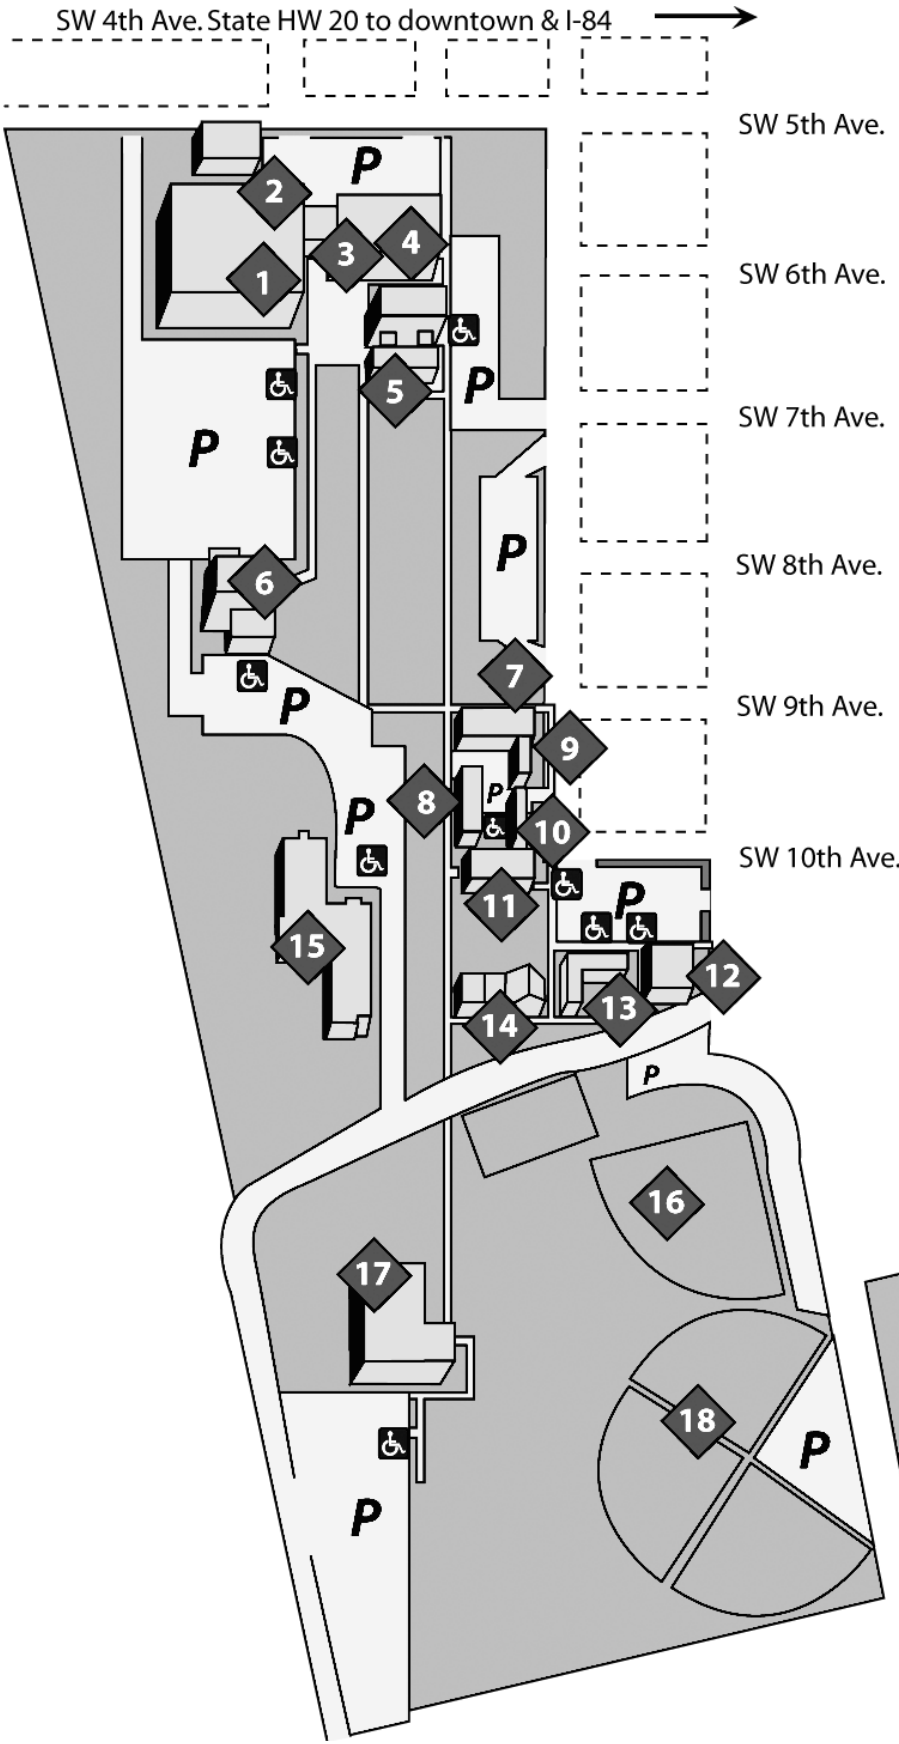 SW 4th Ave. State HW 20 to downtown & I-84
SW 5th Ave.
P
2
4
3
SW 6th Ave.
1
P
5
SW 7th Ave.
P
P
SW 8th Ave.
6
7
P
SW 9th Ave.
9
P
8
P
10
SW 10th Ave.
P
11
15
12
13
14
P
16
17
18
P
P